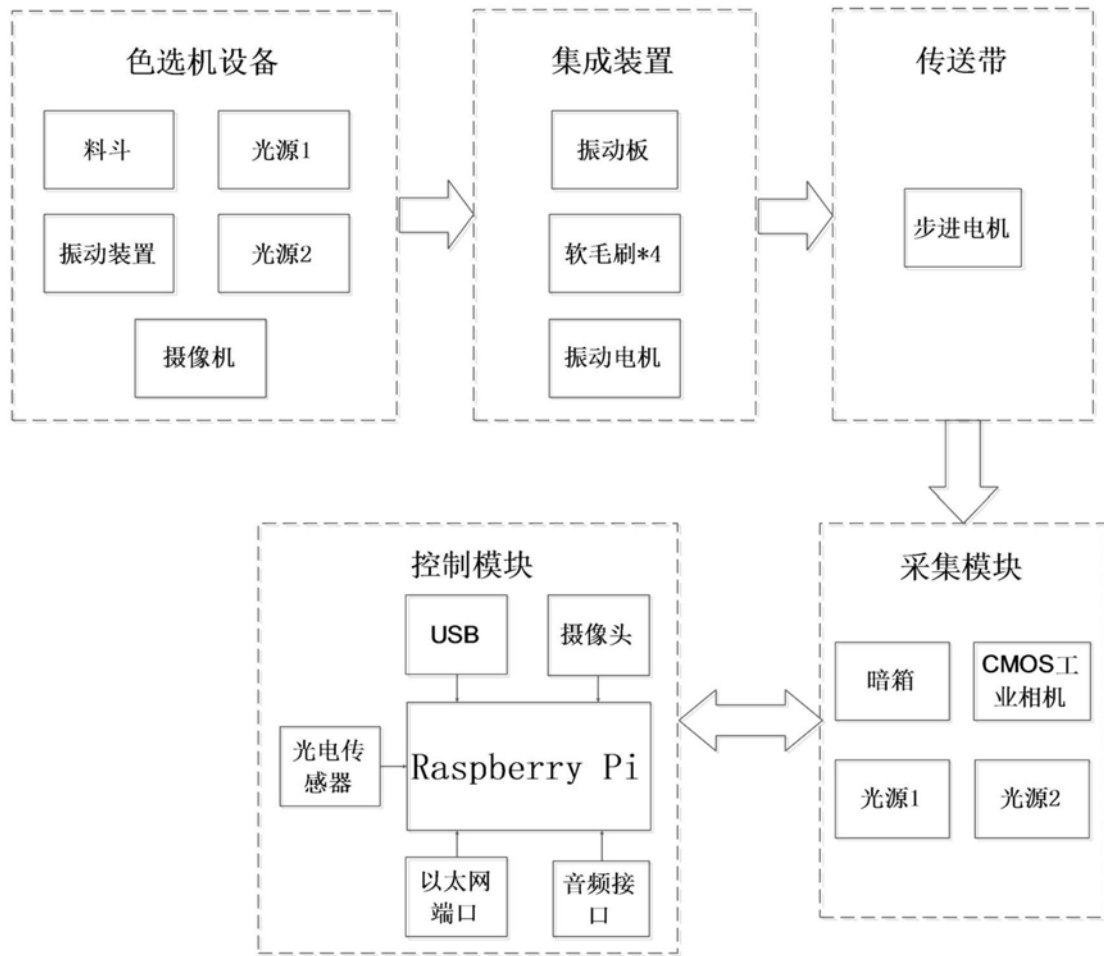 色选机设备
料斗
光源1
振动装置
光源2
摄像机
集成装置
振动板
软毛刷*4
振动电机
传送带
步进电机
控制模块
USB
摄像头
光电传
感器
Raspberry Pi
以太网
端口
音频接
口
采集模块
暗箱
CMOS工
业相机
光源1
光源2